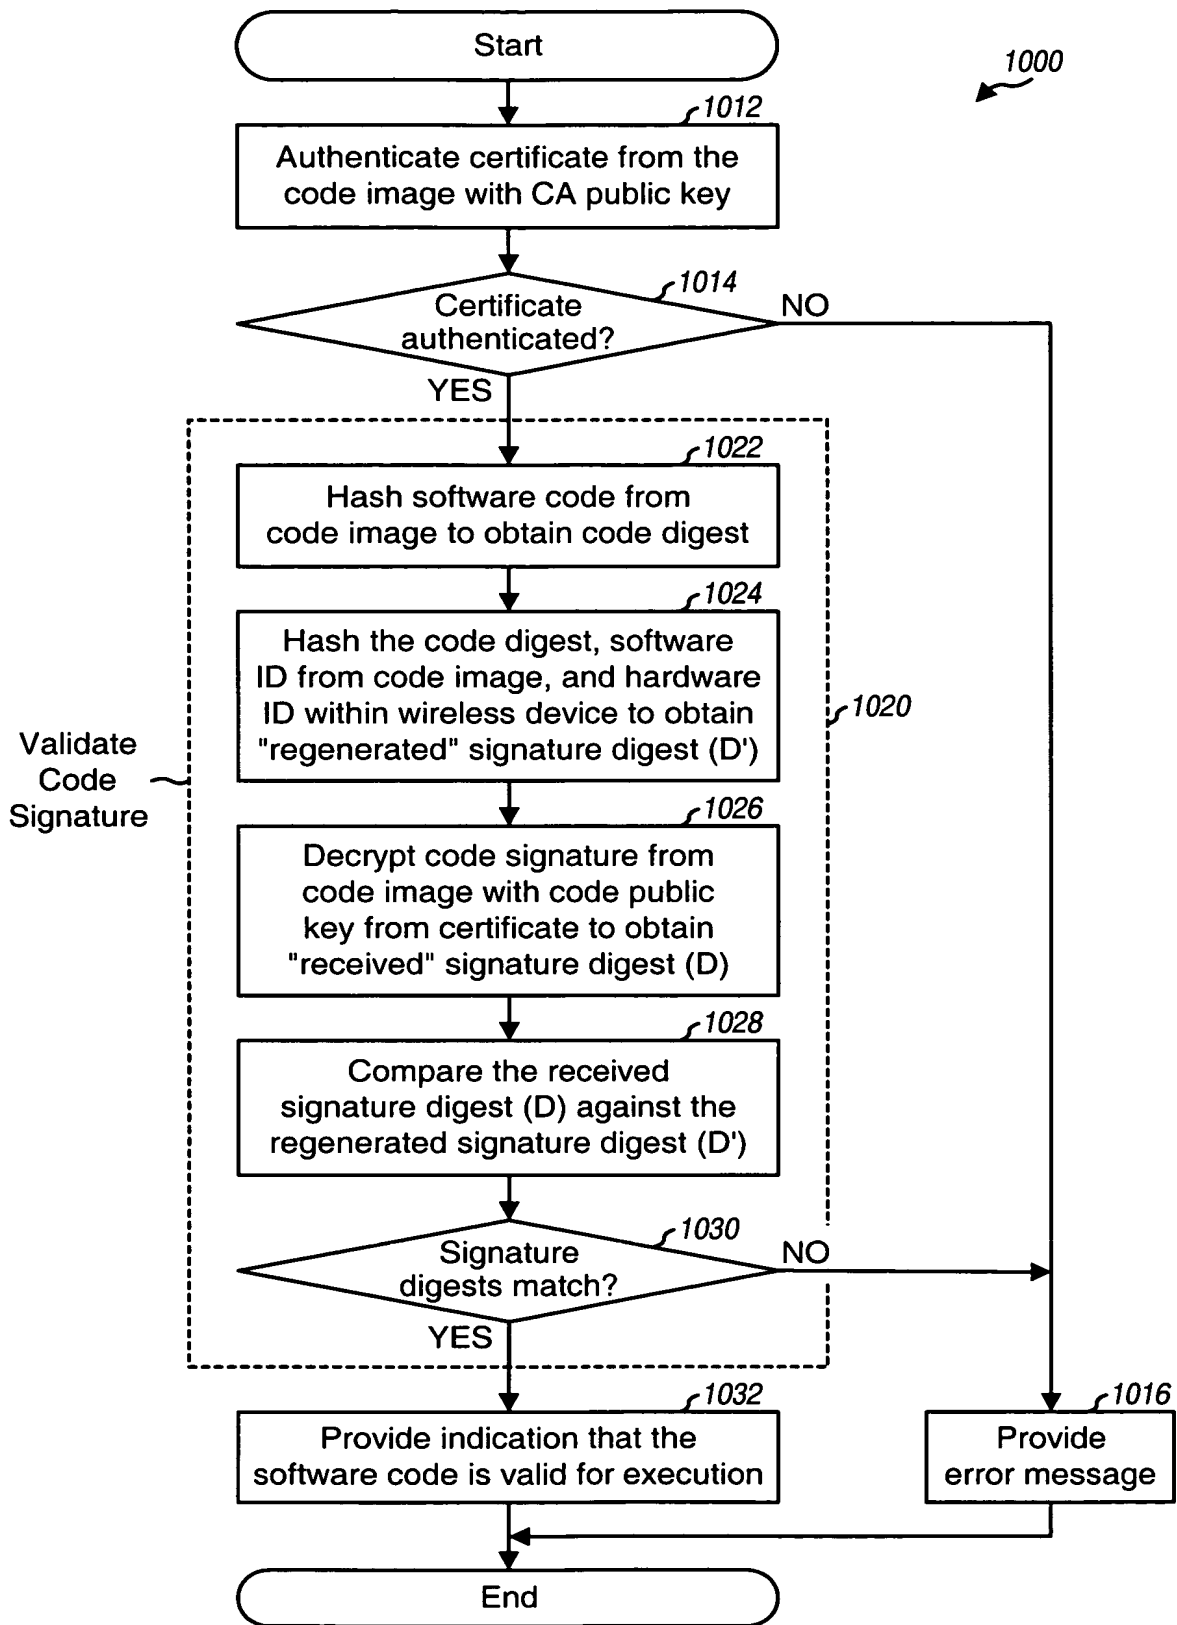 Start
1000
1012
Authenticate certificate from the
code image with CA public key
1014
Certificate
authenticated?
NO
YES
1022
Hash software code from
code image to obtain code digest
1024
Hash the code digest, software
ID from code image, and hardware
ID within wireless device to obtain
"regenerated" signature digest (D')
1020
Validate
Code
Signature
1026
Decrypt code signature from
code image with code public
key from certificate to obtain
"received" signature digest (D)
1028
Compare the received
signature digest (D) against the
regenerated signature digest (D')
1030
Signature
digests match?
NO
YES
1032
Provide indication that the
software code is valid for execution
1016
Provide
error message
End